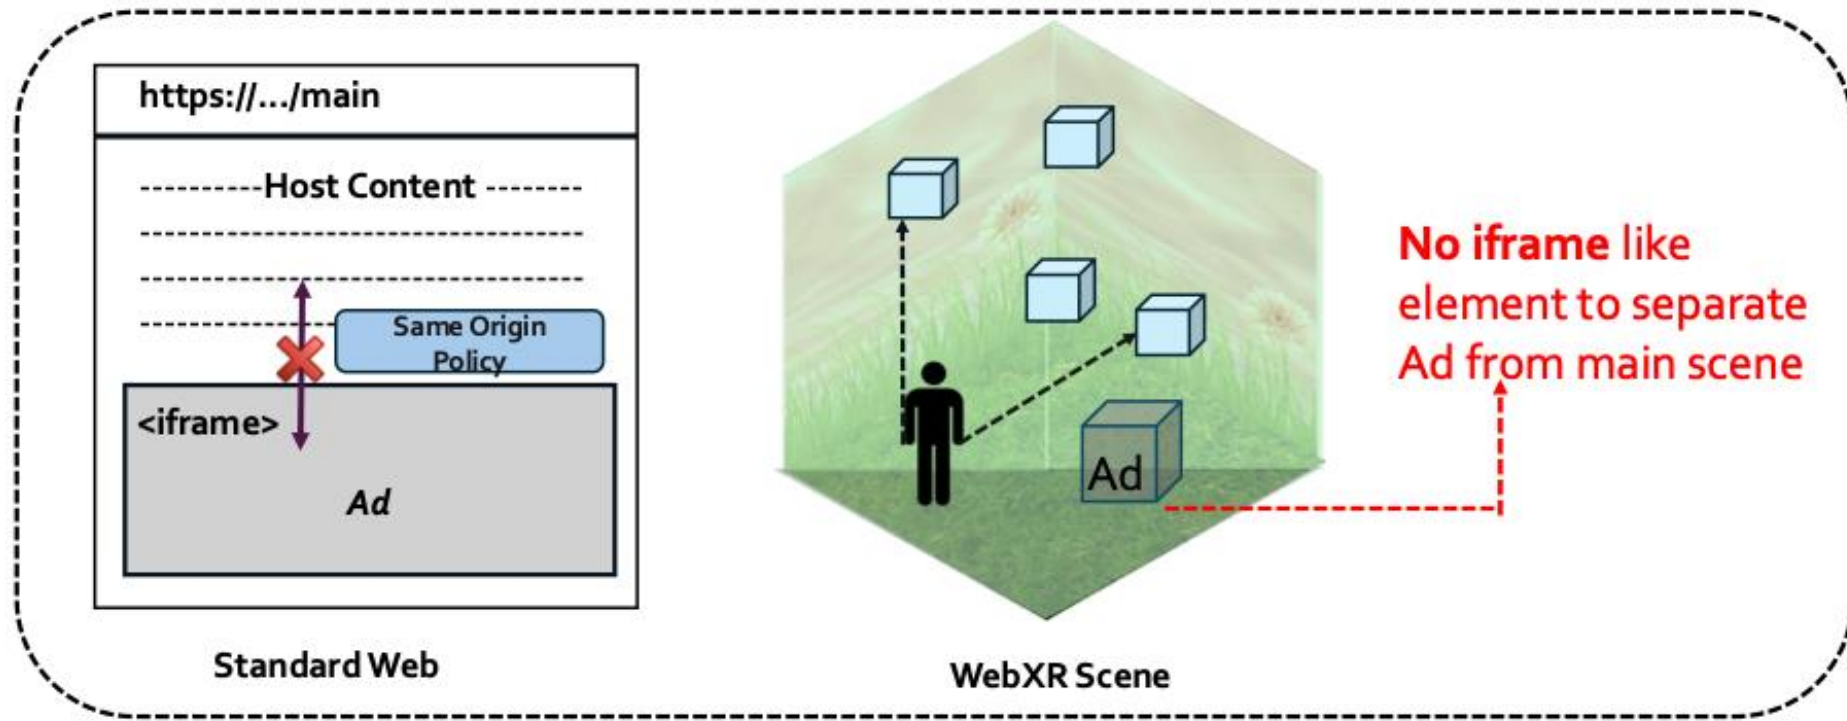 https://.../main
Host Content
Same Origin
Policy
<iframe>
Ad
Standard Web
Ad
WebXR Scene
No iframe like
element to separate
Ad from main scene